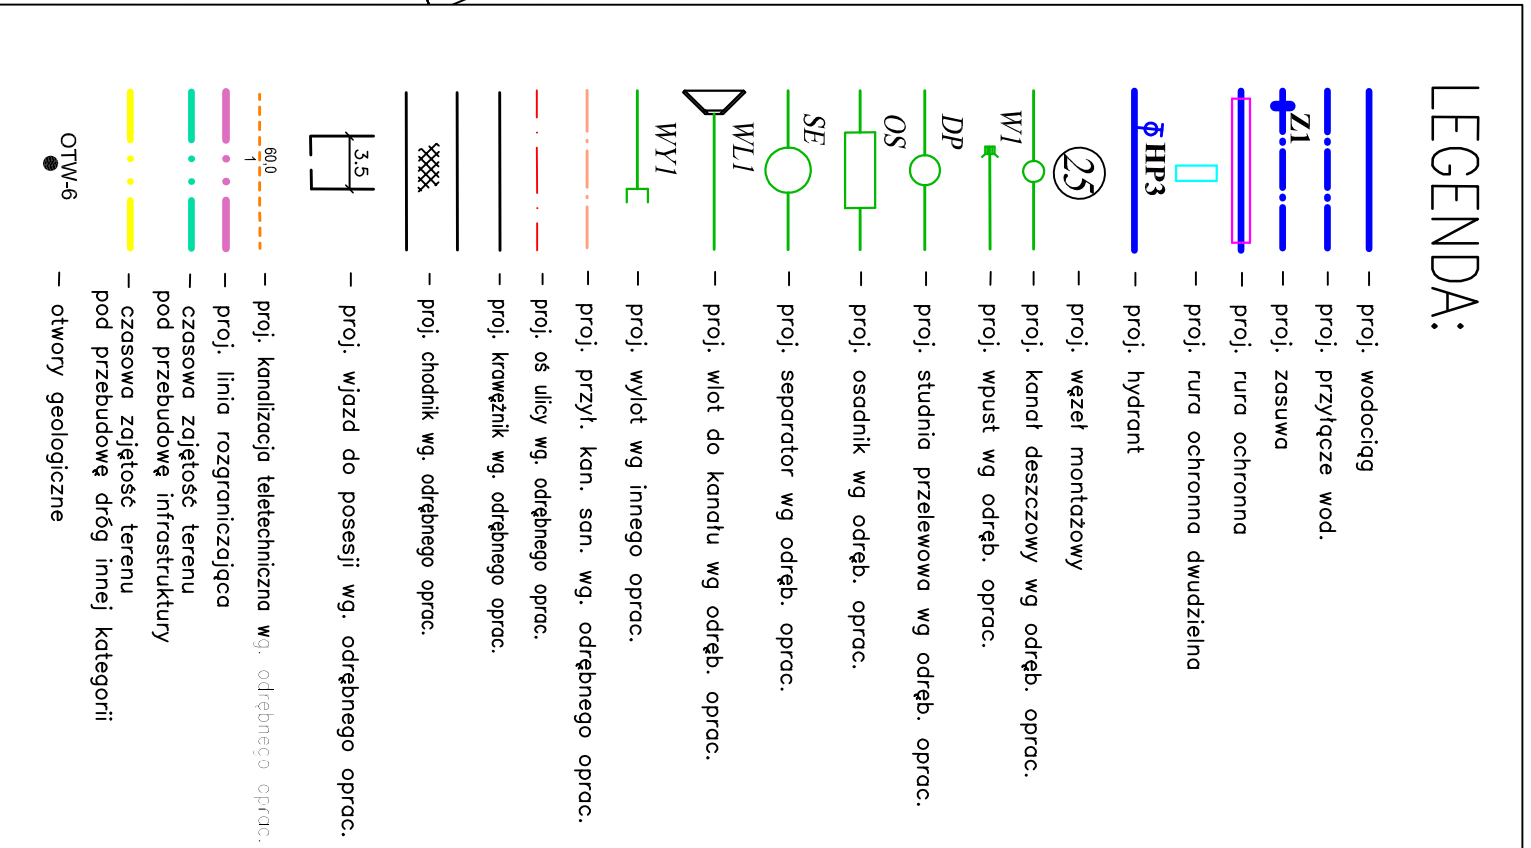 LEGENDA:
– proj. wodociąg
– proj. przyłącze wod.
Z1 – proj. zasuwa
– proj. rura ochronna
– proj. rura ochronna dwudzielna
HP3 – proj. hydrant
25 – proj. węzeł montażowy
W1 – proj. kanał deszczowy wg odręb. oprac.
– proj. wpust wg odręb. oprac.
DP – proj. studnia przelewowa wg odręb. oprac.
OS – proj. osadnik wg odręb. oprac.
SE – proj. separator wg odręb. oprac.
WL1 – proj. wlot do kanału wg odręb. oprac.
WY1 – proj. wylot wg innego oprac.
– proj. przył. kan. san. wg. odrębnego oprac.
– proj. oś ulicy wg. odrębnego oprac.
– proj. krawężnik wg. odrębnego oprac.
– proj. chodnik wg. odrębnego oprac.
3.5 – proj. wjazd do posesji wg. odrębnego oprac.
60,0
1 – proj. kanalizacja teletechniczna wg. odrębnego oprac.
– proj. linia rozgraniczająca
– czasowa zajętość terenu
pod przebudowę infrastruktury
– czasowa zajętość terenu
pod przebudowę dróg innej kategorii
OTW-6 – otwory geologiczne